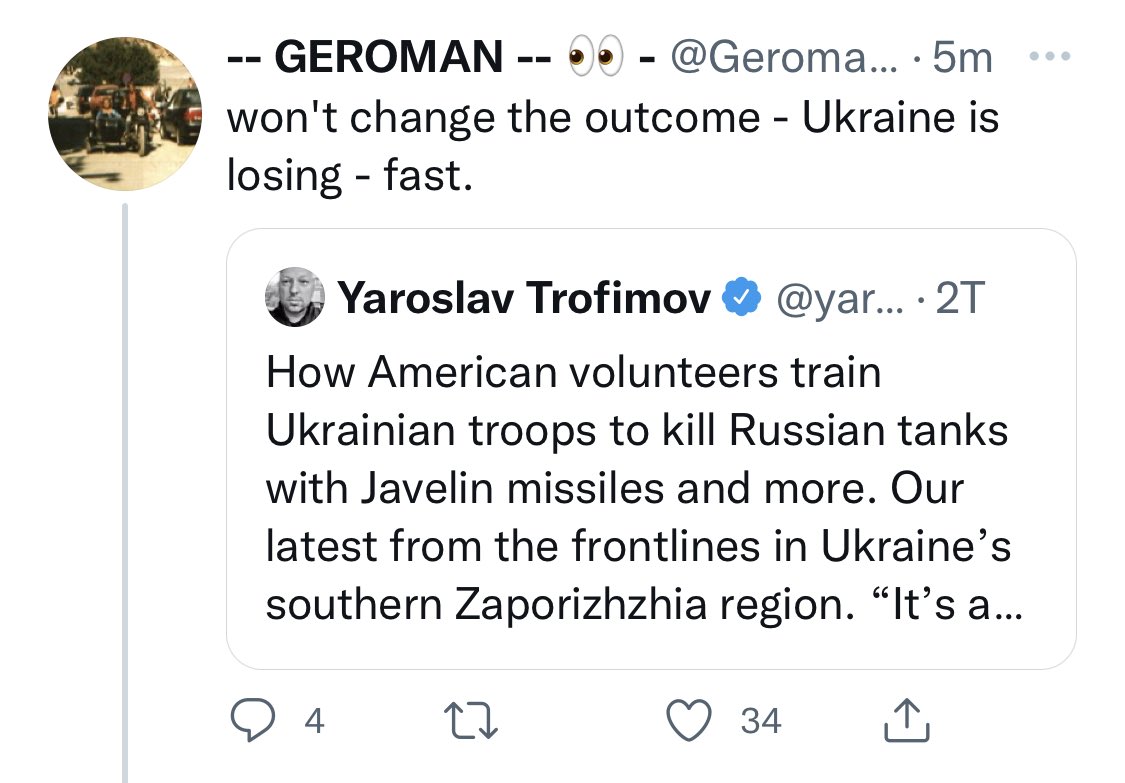 -- GEROMAN -- 👀 - @Geroma... · 5m
won't change the outcome - Ukraine is
losing - fast.
Yaroslav Trofimov @yar... · 2T
How American volunteers train
Ukrainian troops to kill Russian tanks
with Javelin missiles and more. Our
latest from the frontlines in Ukraine’s
southern Zaporizhzhia region. “It’s a...
4 34